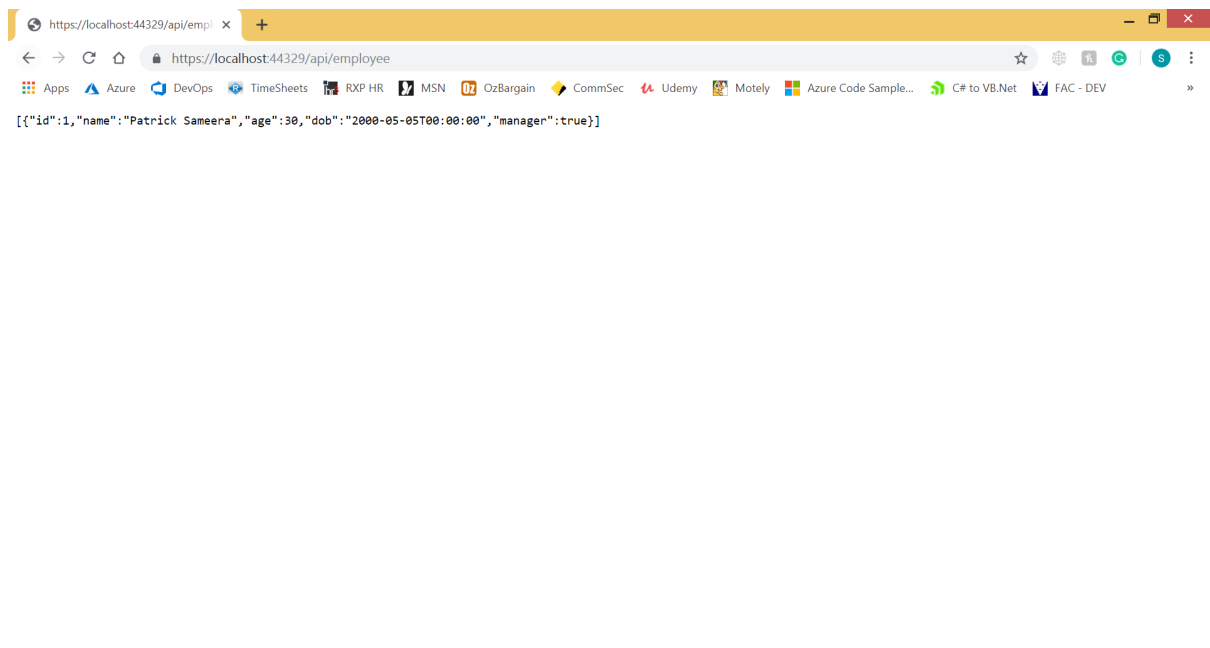 https://localhost:44329/api/empl
https://localhost:44329/api/employee
Apps Azure DevOps TimeSheets RXP HR MSN OzBargain CommSec Udemy Motely Azure Code Sample... C# to VB.Net FAC - DEV »
[{"id":1,"name":"Patrick Sameera","age":30,"dob":"2000-05-05T00:00:00","manager":true}]